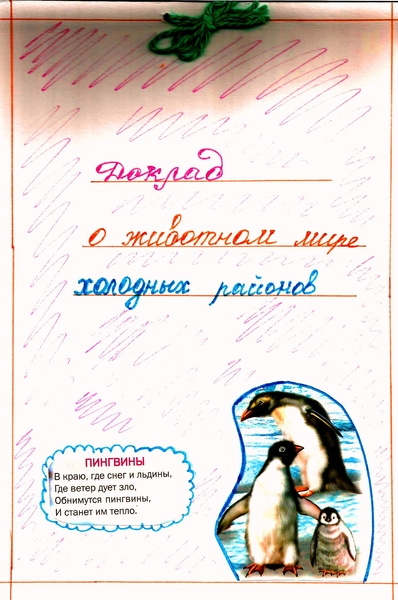 Доклад
о животном мире
холодных районов
ПИНГВИНЫ
В краю, где снег и льдины,
Где ветер дует зло,
Обнимутся пингвины,
И станет им тепло.